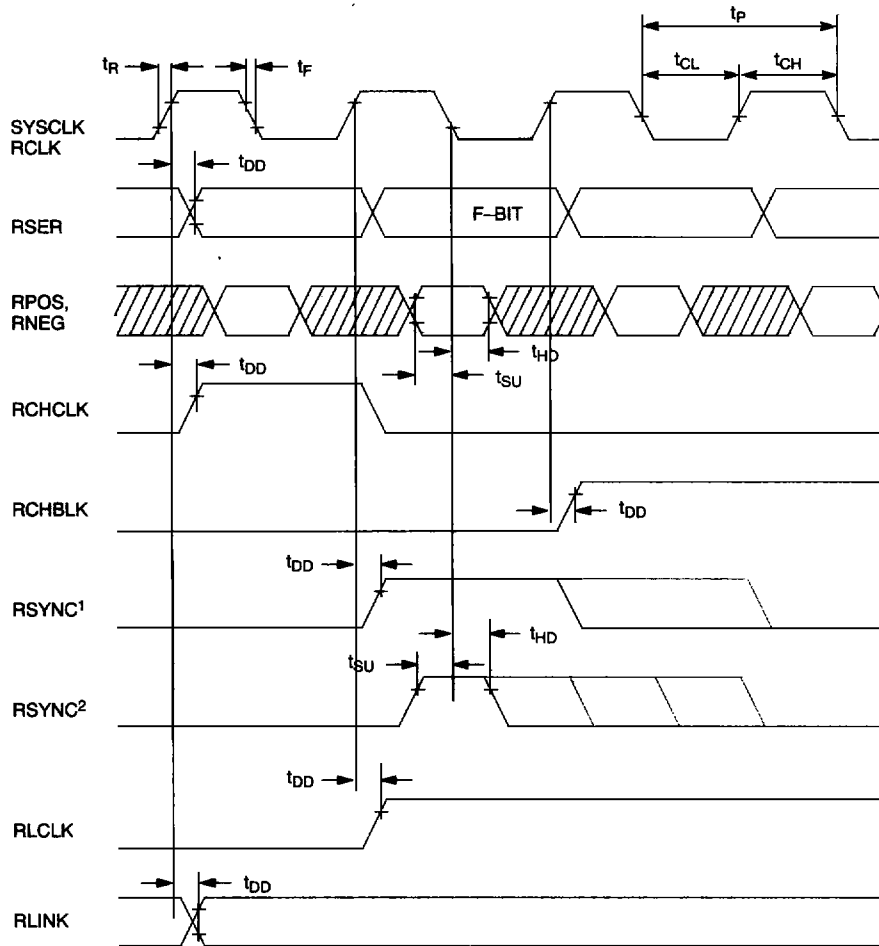 tP
tR
tF
tCL
tCH
SYSCLK
RCLK
tDD
RSER
F–BIT
RPOS,
RNEG
tHD
tDD
tSU
RCHCLK
RCHBLK
tDD
tDD
RSYNC1
tHD
tSU
RSYNC2
tDD
RLCLK
tDD
RLINK